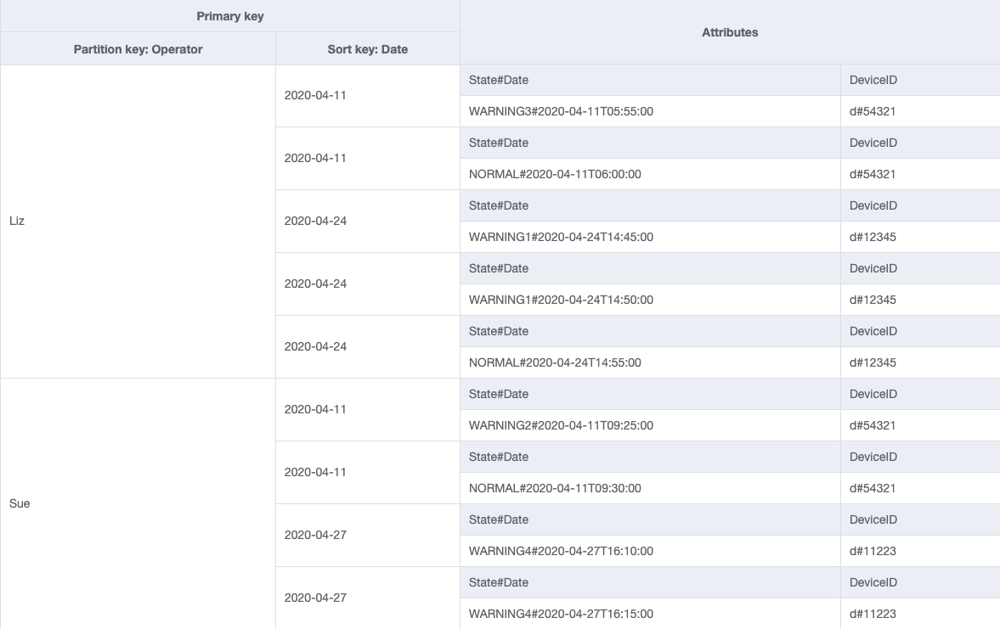 Primary key
Attributes
Partition key: Operator Sort key: Date
Liz
2020-04-11
State#Date DeviceID
WARNING3#2020-04-11T05:55:00 d#54321
2020-04-11
State#Date DeviceID
NORMAL#2020-04-11T06:00:00 d#54321
2020-04-24
State#Date DeviceID
WARNING1#2020-04-24T14:45:00 d#12345
2020-04-24
State#Date DeviceID
WARNING1#2020-04-24T14:50:00 d#12345
2020-04-24
State#Date DeviceID
NORMAL#2020-04-24T14:55:00 d#12345
Sue
2020-04-11
State#Date DeviceID
WARNING2#2020-04-11T09:25:00 d#54321
2020-04-11
State#Date DeviceID
NORMAL#2020-04-11T09:30:00 d#54321
2020-04-27
State#Date DeviceID
WARNING4#2020-04-27T16:10:00 d#11223
2020-04-27
State#Date DeviceID
WARNING4#2020-04-27T16:15:00 d#11223